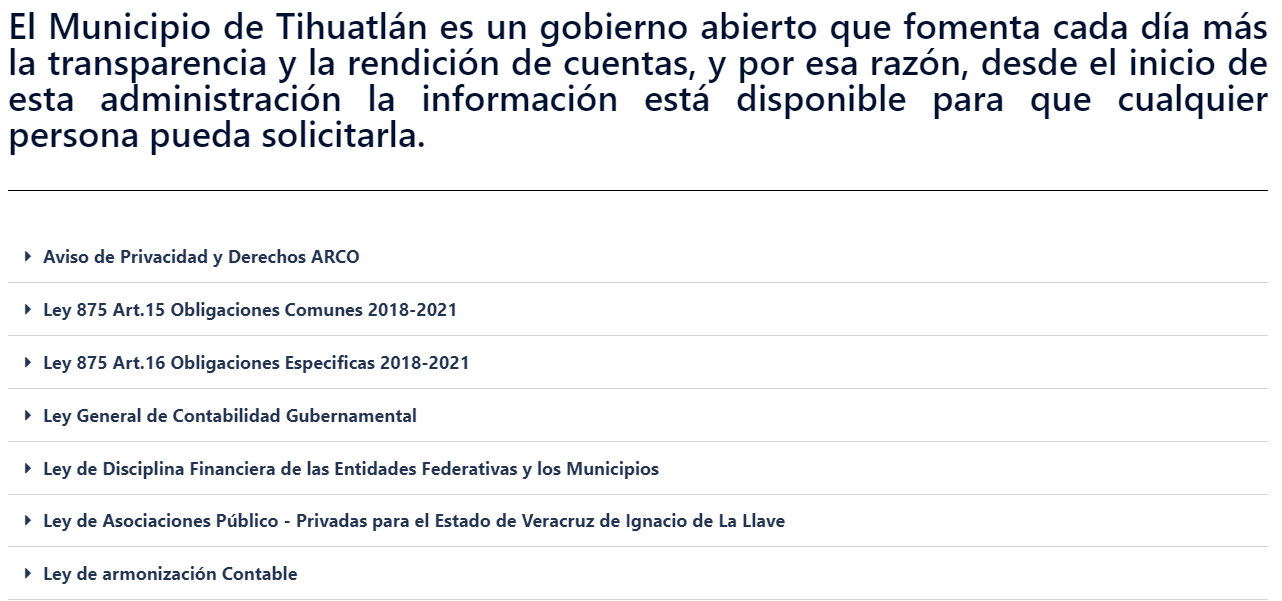 El Municipio de Tihuatlán es un gobierno abierto que fomenta cada día más
la transparencia y la rendición de cuentas, y por esa razón, desde el inicio de
esta administración la información está disponible para que cualquier
persona pueda solicitarla.
Aviso de Privacidad y Derechos ARCO
Ley 875 Art.15 Obligaciones Comunes 2018-2021
Ley 875 Art.16 Obligaciones Especificas 2018-2021
Ley General de Contabilidad Gubernamental
Ley de Disciplina Financiera de las Entidades Federativas y los Municipios
Ley de Asociaciones Público - Privadas para el Estado de Veracruz de Ignacio de La Llave
Ley de armonización Contable